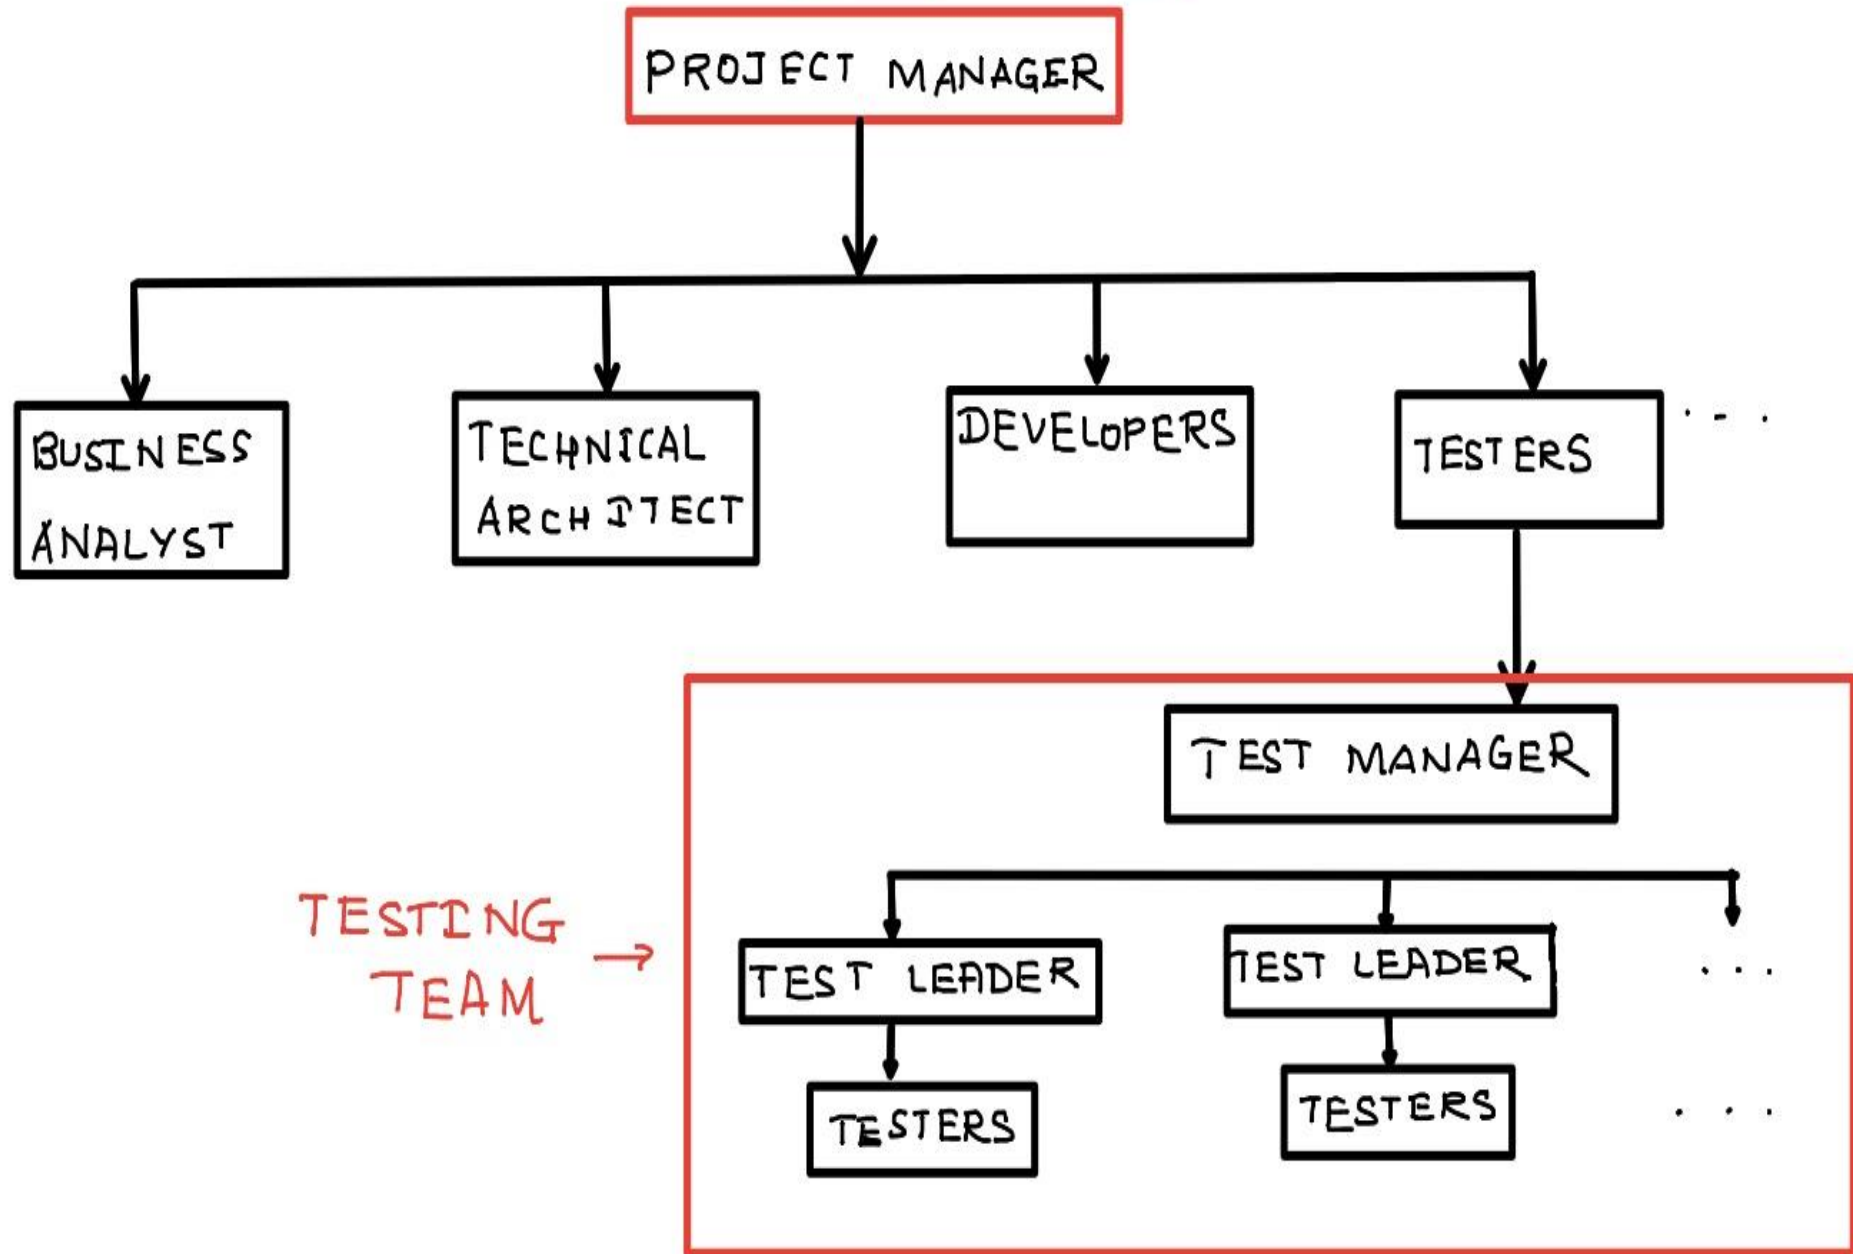 PROJECT MANAGER
BUSINESS
ANALYST
TECHNICAL
ARCHITECT
DEVELOPERS
TESTERS
. - .
TEST MANAGER
TESTING
TEAM
TEST LEADER
TEST LEADER
. . .
TESTERS
TESTERS
. . .